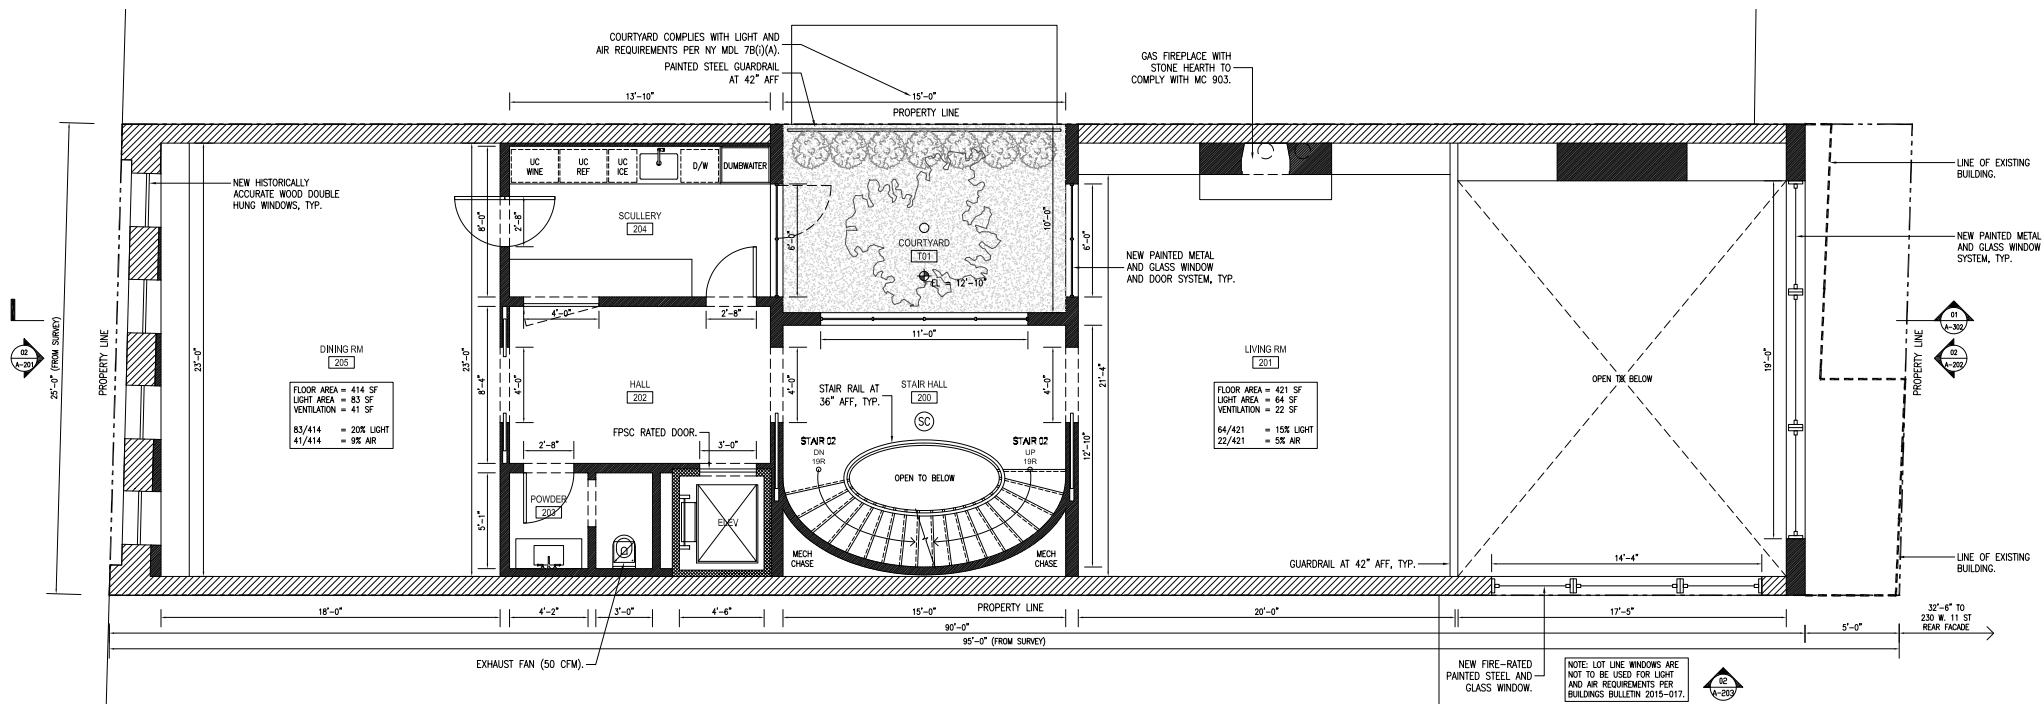 COURTYARD COMPLIES WITH LIGHT AND
AIR REQUIREMENTS PER NY MDL 7B(i)(A).
PAINTED STEEL GUARDRAIL
AT 42" AFF
GAS FIREPLACE WITH
STONE HEARTH TO
COMPLY WITH MC 903.
13'-10"
15'-0"
PROPERTY LINE
UC
WINE
UC
REF
UC
ICE
D/W
DUMBWAITER
LINE OF EXISTING
BUILDING.
NEW HISTORICALLY
ACCURATE WOOD DOUBLE
HUNG WINDOWS, TYP.
SCULLERY
204
8'-0"
2'-8"
6'-0"
10'-0"
6'-0"
COURTYARD
T01
EL = 12'-10"
NEW PAINTED METAL
AND GLASS WINDOW
AND DOOR SYSTEM, TYP.
NEW PAINTED METAL
AND GLASS WINDOW
SYSTEM, TYP.
4'-0"
2'-8"
11'-0"
01
A-302
02
A-202
PROPERTY LINE
02
A-201
25'-0" (FROM SURVEY)
PROPERTY LINE
23'-0"
DINING RM
205
FLOOR AREA = 414 SF
LIGHT AREA = 83 SF
VENTILATION = 41 SF
83/414 = 20% LIGHT
41/414 = 9% AIR
23'-0"
8'-4"
4'-0"
HALL
202
4'-0"
STAIR RAIL AT
36" AFF, TYP.
STAIR HALL
200
SC
4'-0"
21'-4"
LIVING RM
201
FLOOR AREA = 421 SF
LIGHT AREA = 64 SF
VENTILATION = 22 SF
64/421 = 15% LIGHT
22/421 = 5% AIR
OPEN TO BELOW
19'-0"
FPSC RATED DOOR.
2'-8"
3'-0"
STAIR 02
DN
19R
STAIR 02
UP
19R
12'-10"
OPEN TO BELOW
POWDER
203
5'-1"
ELEV
MECH
CHASE
MECH
CHASE
GUARDRAIL AT 42" AFF, TYP.
14'-4"
LINE OF EXISTING
BUILDING.
18'-0"
4'-2"
3'-0"
4'-6"
15'-0"
PROPERTY LINE
20'-0"
17'-5"
32'-6" TO
230 W. 11 ST
REAR FACADE
90'-0"
5'-0"
95'-0" (FROM SURVEY)
EXHAUST FAN (50 CFM).
NEW FIRE-RATED
PAINTED STEEL AND
GLASS WINDOW.
NOTE: LOT LINE WINDOWS ARE
NOT TO BE USED FOR LIGHT
AND AIR REQUIREMENTS PER
BUILDINGS BULLETIN 2015-017.
02
A-203